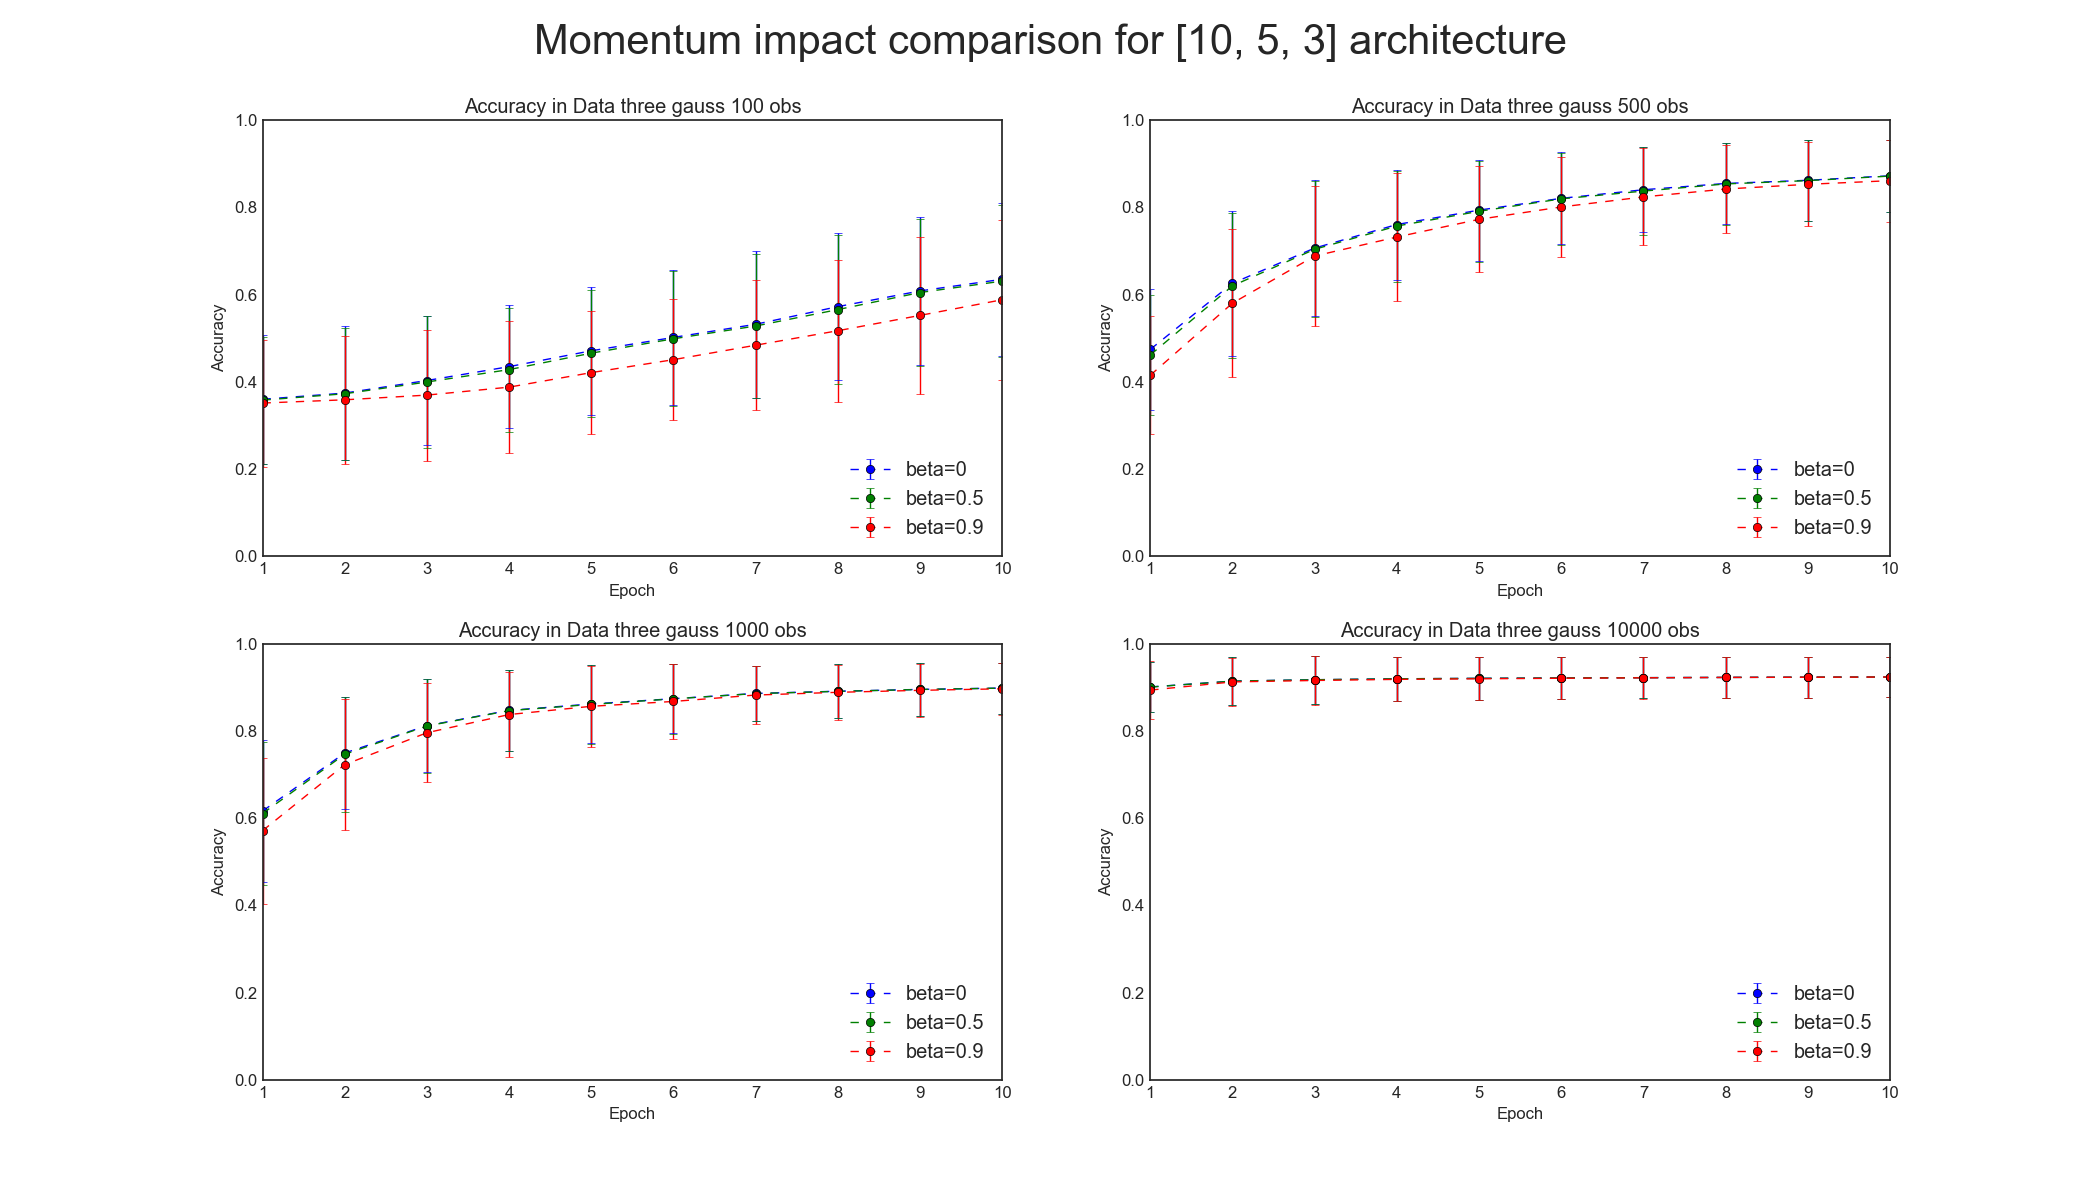 Momentum impact comparison for [10, 5, 3] architecture
Accuracy in Data three gauss 100 obs
1.0
0.8
0.6
0.4
0.2
0.0
Accuracy
beta=0
beta=0.5
beta=0.9
1 2 3 4 5 6 7 8 9 10
Epoch
Accuracy in Data three gauss 500 obs
1.0
0.8
0.6
0.4
0.2
0.0
Accuracy
beta=0
beta=0.5
beta=0.9
1 2 3 4 5 6 7 8 9 10
Epoch
Accuracy in Data three gauss 1000 obs
1.0
0.8
0.6
0.4
0.2
0.0
Accuracy
beta=0
beta=0.5
beta=0.9
1 2 3 4 5 6 7 8 9 10
Epoch
Accuracy in Data three gauss 10000 obs
1.0
0.8
0.6
0.4
0.2
0.0
Accuracy
beta=0
beta=0.5
beta=0.9
1 2 3 4 5 6 7 8 9 10
Epoch